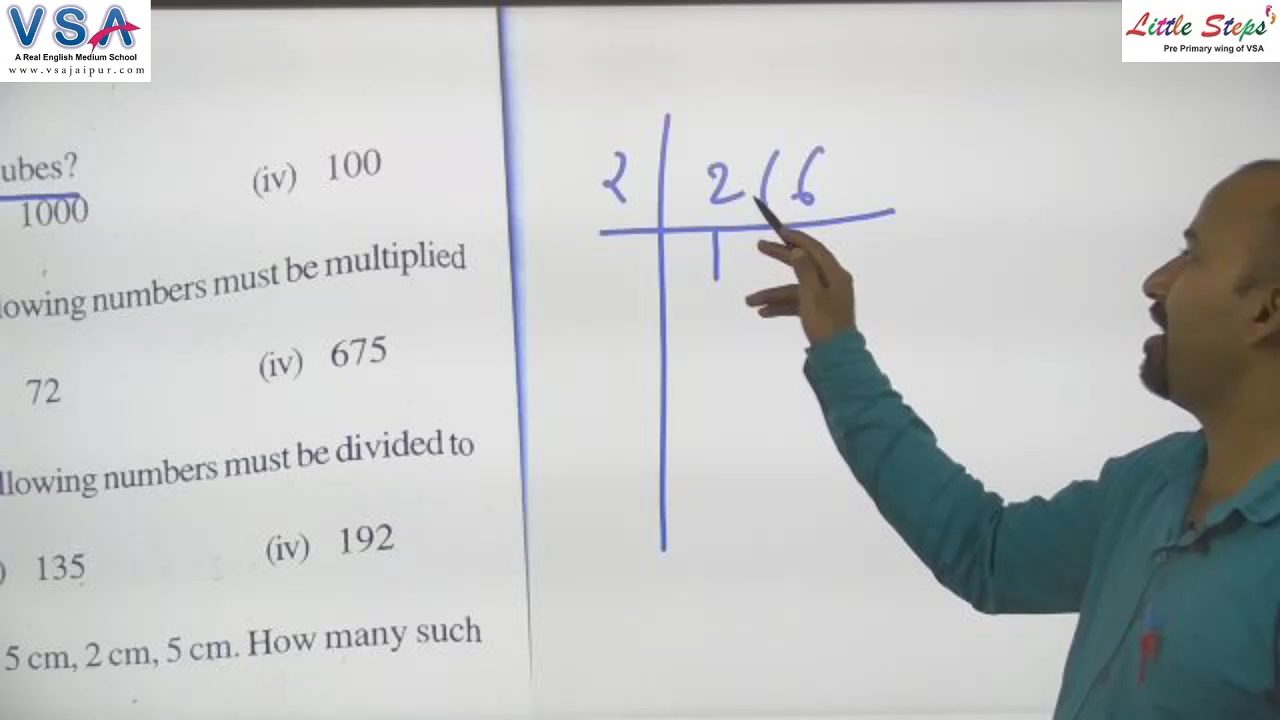 VSA
A Real English Medium School
www.vsajaipur.com
Little Steps
Pre Primary wing of VSA
ubes?
(iv) 100
1000
lowing numbers must be multiplied
72
(iv) 675
llowing numbers must be divided to
) 135
(iv) 192
5 cm, 2 cm, 5 cm. How many such
2 216
1